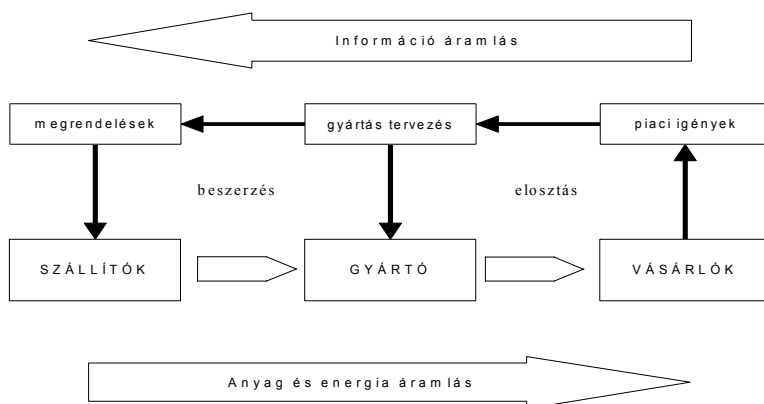 Információ áramlás
megrendelések
gyártás tervezés
piaci igények
beszerzés
elosztás
SZÁLLÍTÓK
GYÁRTÓ
VÁSÁRLÓK
Anyag és energia áramlás